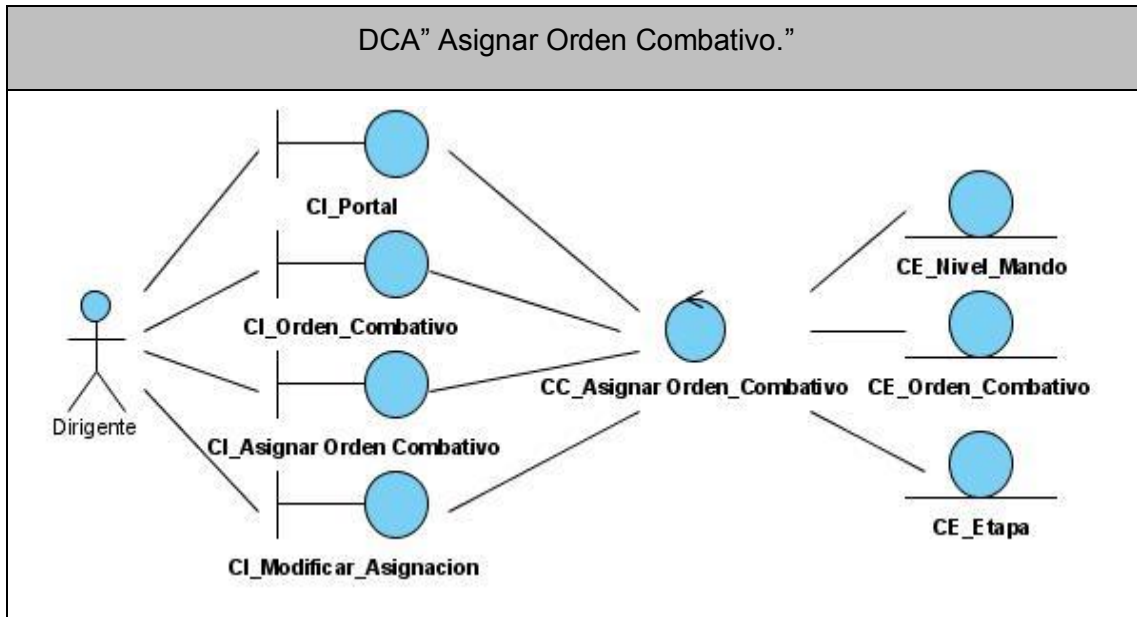 DCA” Asignar Orden Combativo.”
CI_Portal
CI_Orden_Combativo
CI_Asignar Orden Combativo
CI_Modificar_Asignacion
Dirigente
CC_Asignar Orden_Combativo
CE_Nivel_Mando
CE_Orden_Combativo
CE_Etapa